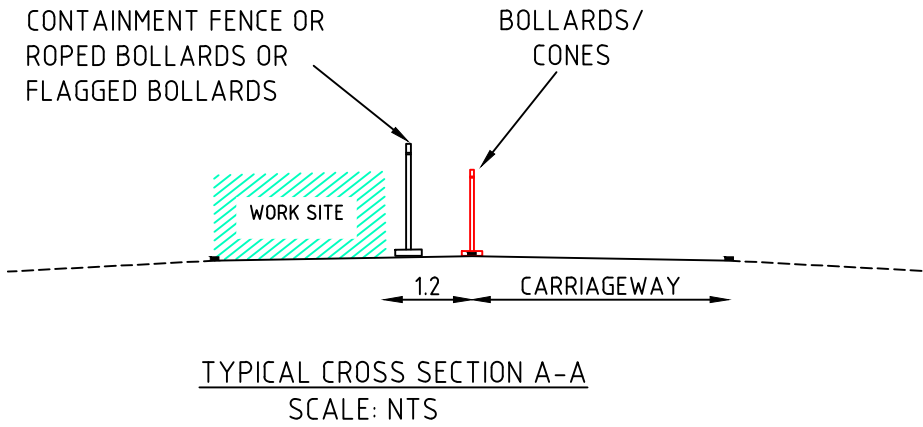 CONTAINMENT FENCE OR
ROPED BOLLARDS OR
FLAGGED BOLLARDS
BOLLARDS/
CONES
WORK SITE
1.2
CARRIAGEWAY
TYPICAL CROSS SECTION A-A
SCALE: NTS